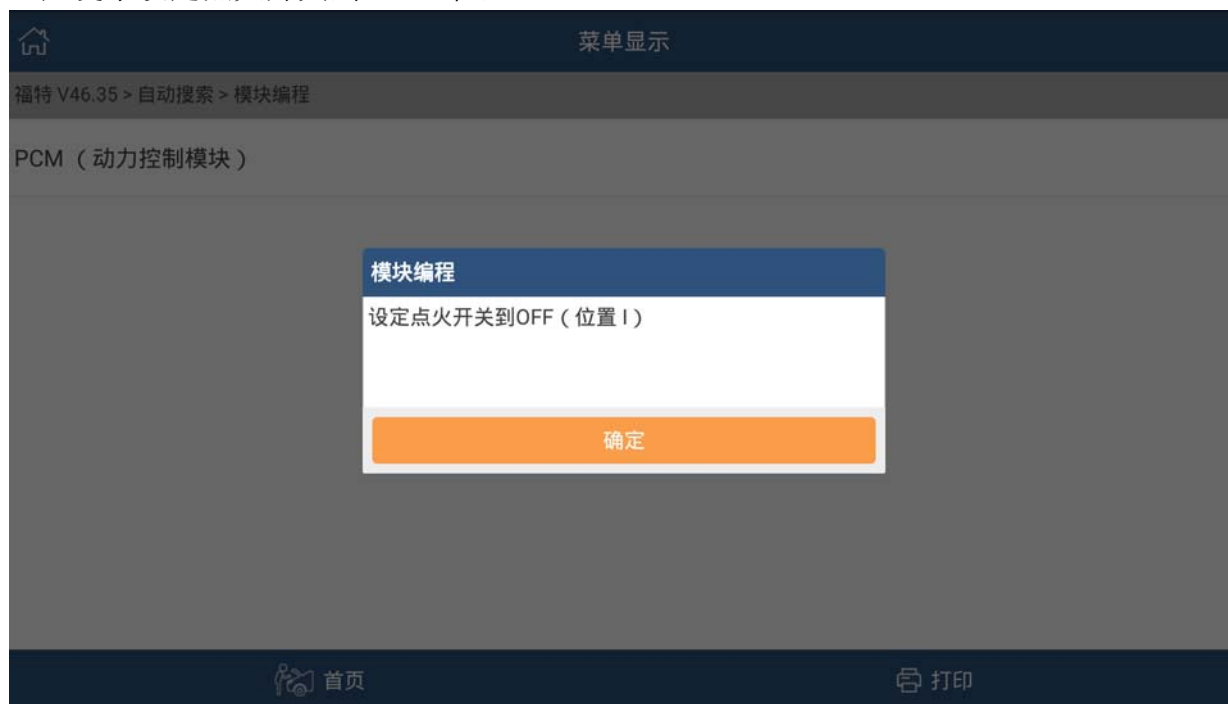 菜单显示
福特 V46.35 > 自动搜索 > 模块编程
PCM （动力控制模块）
模块编程
设定点火开关到OFF（位置 I）
确定
首页
打印